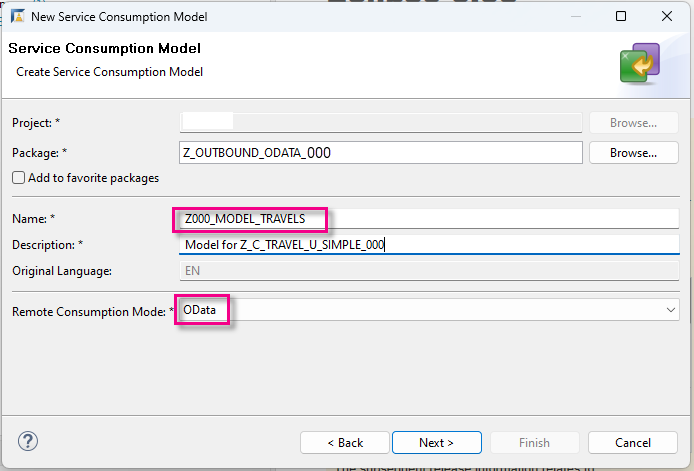 New Service Consumption Model
Service Consumption Model
Create Service Consumption Model
Project: *
Browse...
Package: *
Z_OUTBOUND_ODATA_000
Browse...
Add to favorite packages
Name: *
Z000_MODEL_TRAVELS
Description: *
Model for Z_C_TRAVEL_U_SIMPLE_000
Original Language:
EN
Remote Consumption Mode: *
OData
?
< Back
Next >
Finish
Cancel